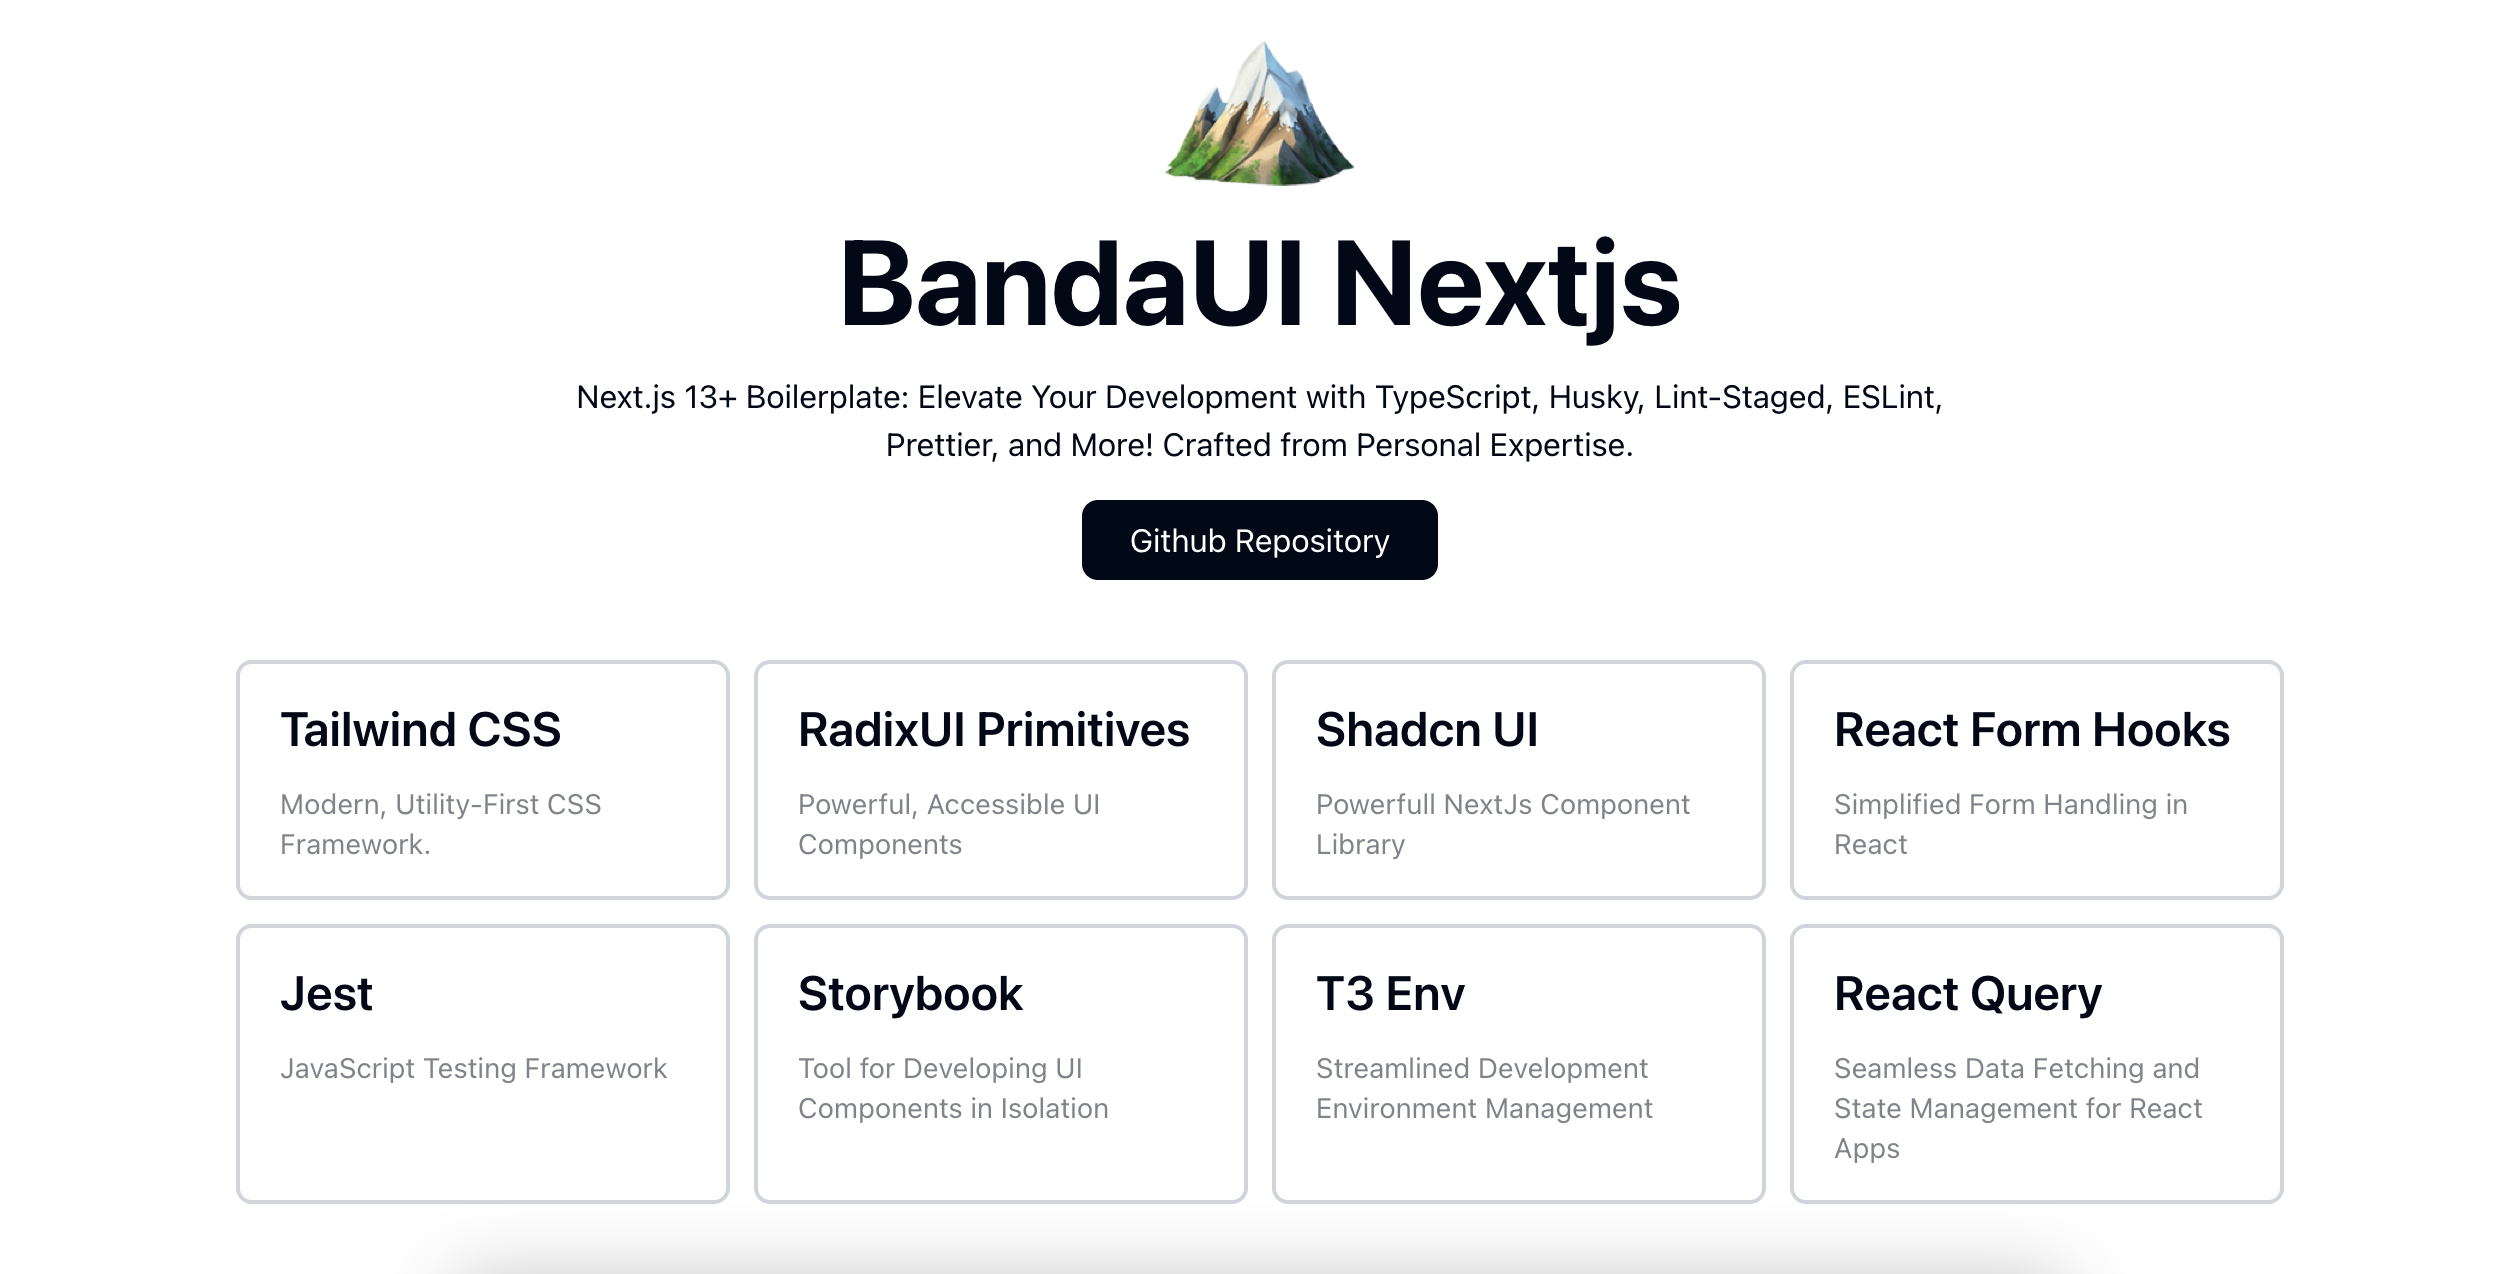 BandaUI Nextjs
Next.js 13+ Boilerplate: Elevate Your Development with TypeScript, Husky, Lint-Staged, ESLint,
Prettier, and More! Crafted from Personal Expertise.
Github Repository
Tailwind CSS
Modern, Utility-First CSS
Framework.
RadixUI Primitives
Powerful, Accessible UI
Components
Shadcn UI
Powerfull NextJs Component
Library
React Form Hooks
Simplified Form Handling in
React
Jest
JavaScript Testing Framework
Storybook
Tool for Developing UI
Components in Isolation
T3 Env
Streamlined Development
Environment Management
React Query
Seamless Data Fetching and
State Management for React
Apps